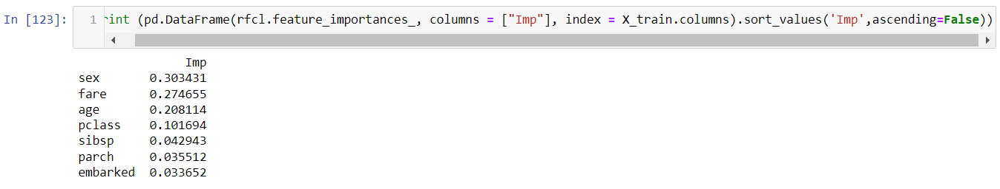 In [123]: 1 rint (pd.DataFrame(rfcl.feature_importances_, columns = ["Imp"], index = X_train.columns).sort_values('Imp',ascending=False))
Imp
sex 0.303431
fare 0.274655
age 0.208114
pclass 0.101694
sibsp 0.042943
parch 0.035512
embarked 0.033652